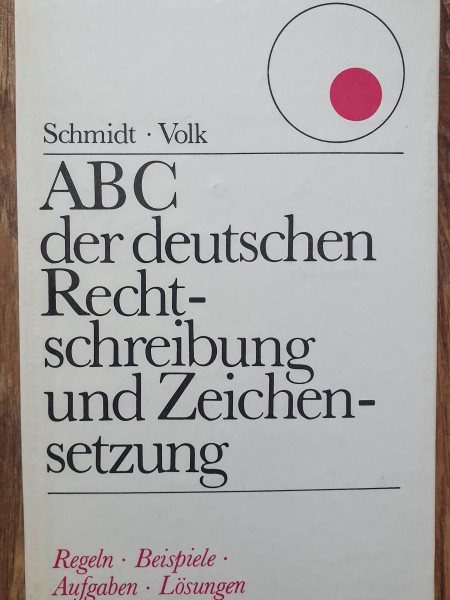 Schmidt · Volk
ABC
der deutschen
Recht-
schreibung
und Zeichen-
setzung
Regeln · Beispiele ·
Aufgaben · Lösungen